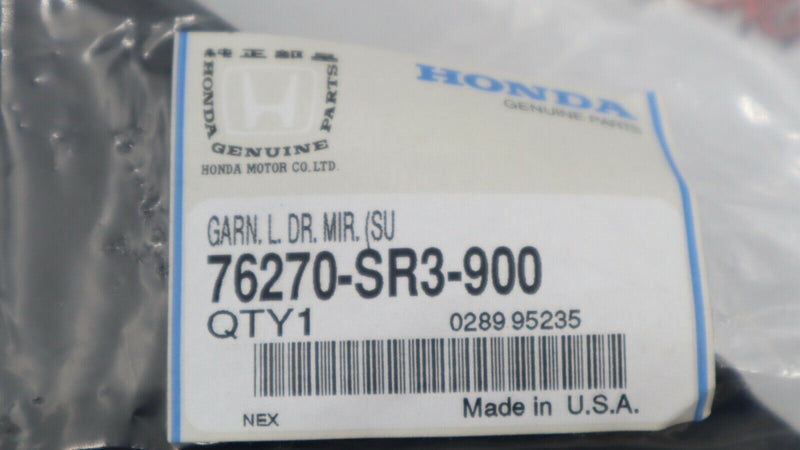 純正部品
HONDA GENUINE PARTS
HONDA MOTOR CO.,LTD.
HONDA
GENUINE PARTS
GARN. L. DR. MIR. (SU
76270-SR3-900
QTY1 0289 95235
NEX Made in U.S.A.